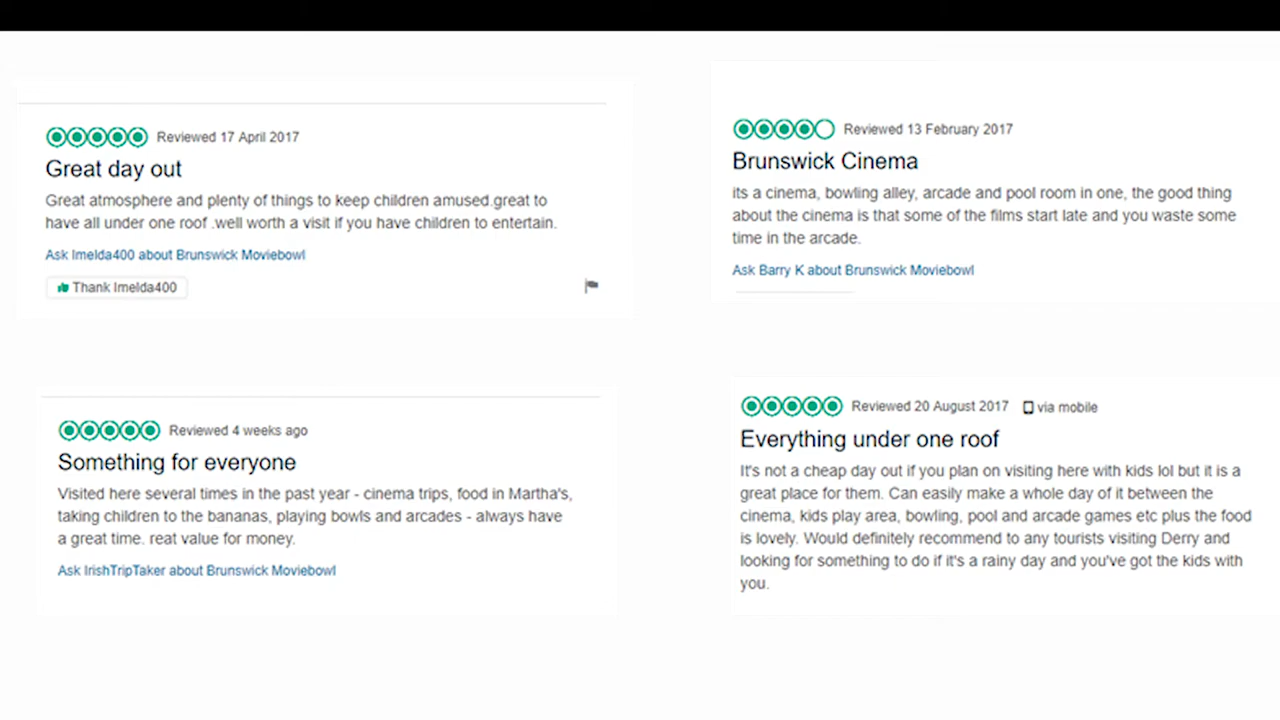 Reviewed 17 April 2017
Great day out
Great atmosphere and plenty of things to keep children amused.great to
have all under one roof .well worth a visit if you have children to entertain.
Ask Imelda400 about Brunswick Moviebowl
Thank Imelda400
Reviewed 13 February 2017
Brunswick Cinema
its a cinema, bowling alley, arcade and pool room in one, the good thing
about the cinema is that some of the films start late and you waste some
time in the arcade.
Ask Barry K about Brunswick Moviebowl
Reviewed 4 weeks ago
Something for everyone
Visited here several times in the past year - cinema trips, food in Martha's,
taking children to the bananas, playing bowls and arcades - always have
a great time. reat value for money.
Ask IrishTripTaker about Brunswick Moviebowl
Reviewed 20 August 2017 via mobile
Everything under one roof
It's not a cheap day out if you plan on visiting here with kids lol but it is a
great place for them. Can easily make a whole day of it between the
cinema, kids play area, bowling, pool and arcade games etc plus the food
is lovely. Would definitely recommend to any tourists visiting Derry and
looking for something to do if it's a rainy day and you've got the kids with
you.